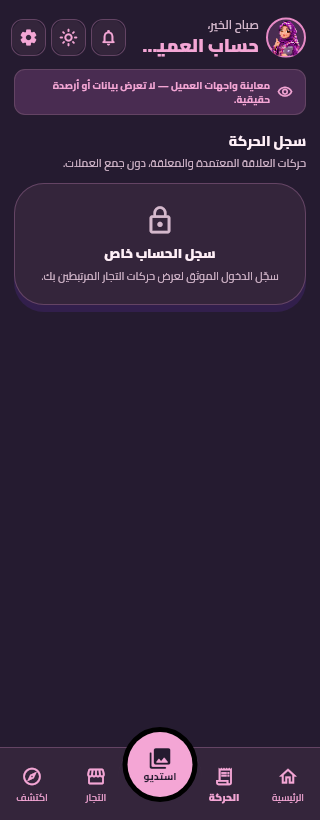 صباح الخير،
حساب العميـ...
معاينة واجهات العميل — لا تعرض بيانات أو أرصدة
حقيقية.
سجل الحركة
حركات العلاقة المعتمدة والمعلقة، دون جمع العملات.
سجل الحساب خاص
سجّل الدخول الموثق لعرض حركات التجار المرتبطين بك.
الرئيسية
الحركة
استديو
التجار
اكتشف